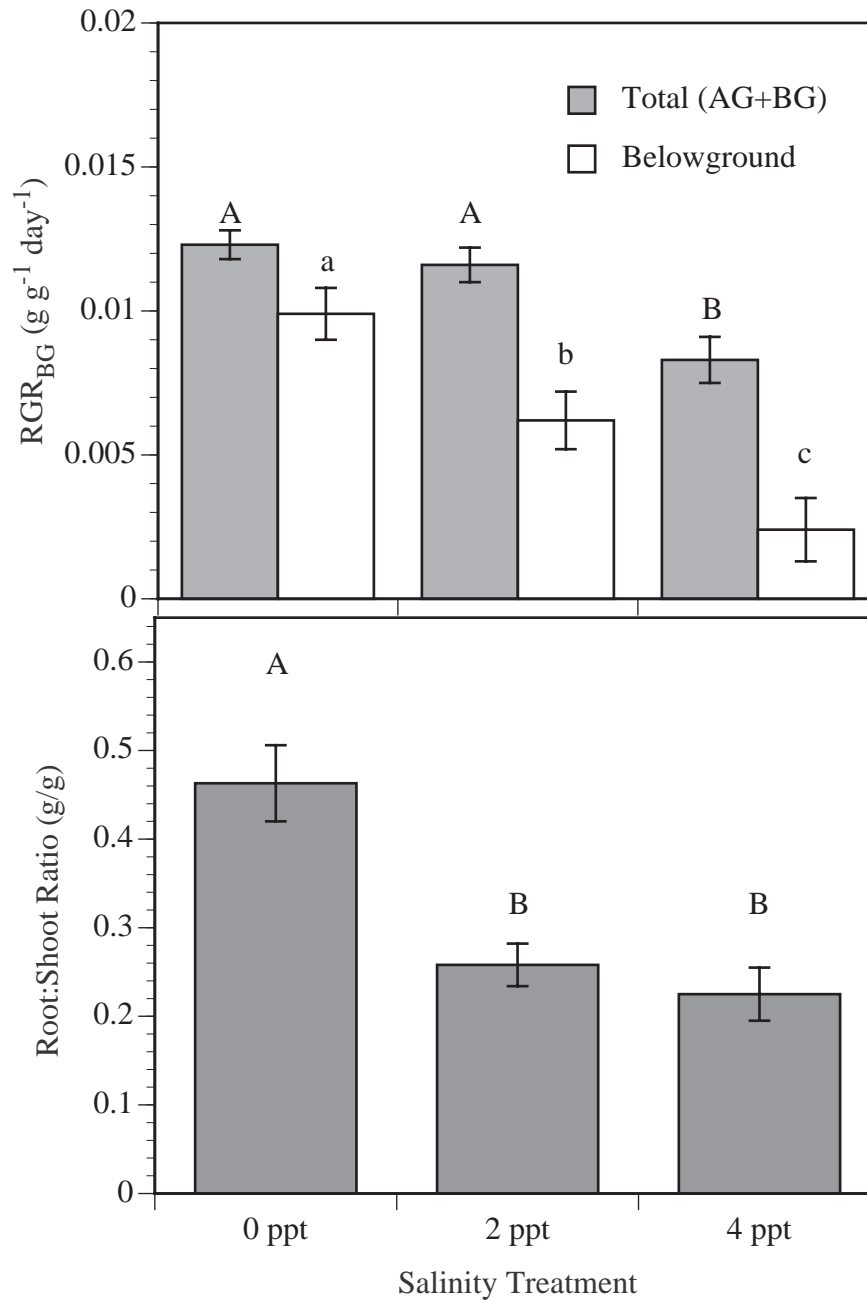 0.02
0.015
0.01
0.005
0
RGR_BG (g g⁻¹ day⁻¹)
Total (AG+BG)
Belowground
A
a
A
b
B
c
0.6
0.5
0.4
0.3
0.2
0.1
0
Root:Shoot Ratio (g/g)
A
B
B
0 ppt
2 ppt
4 ppt
Salinity Treatment